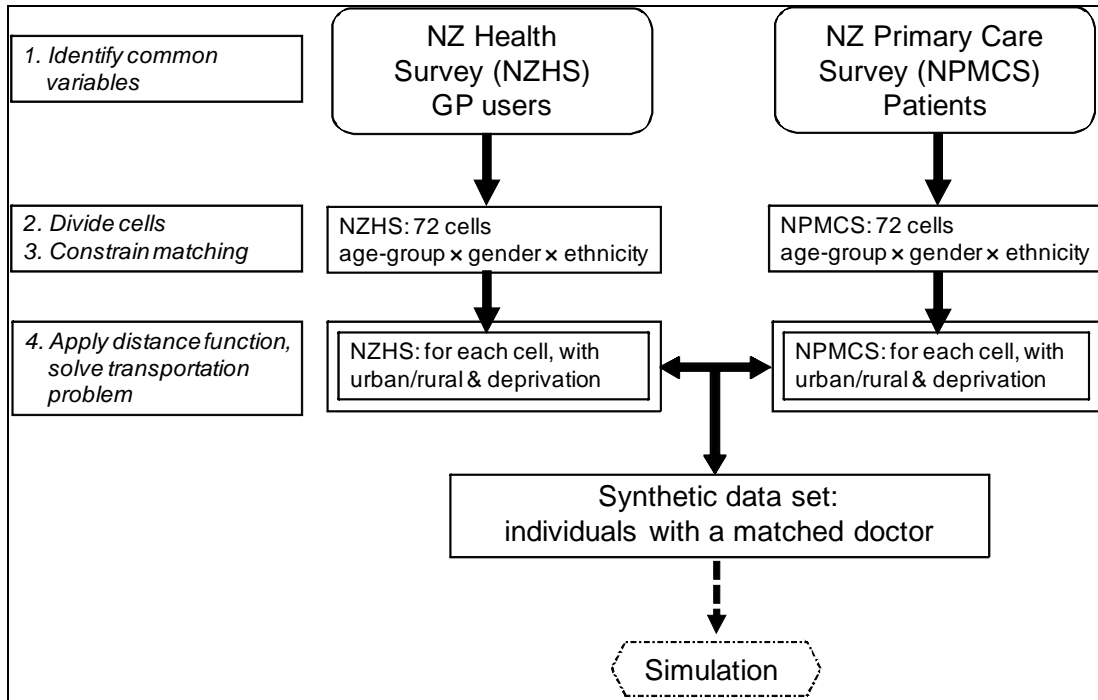 1. Identify common
variables
NZ Health
Survey (NZHS)
GP users
NZ Primary Care
Survey (NPMCS)
Patients
2. Divide cells
3. Constrain matching
NZHS: 72 cells
age-group × gender × ethnicity
NPMCS: 72 cells
age-group × gender × ethnicity
4. Apply distance function,
solve transportation
problem
NZHS: for each cell, with
urban/rural & deprivation
NPMCS: for each cell, with
urban/rural & deprivation
Synthetic data set:
individuals with a matched doctor
Simulation